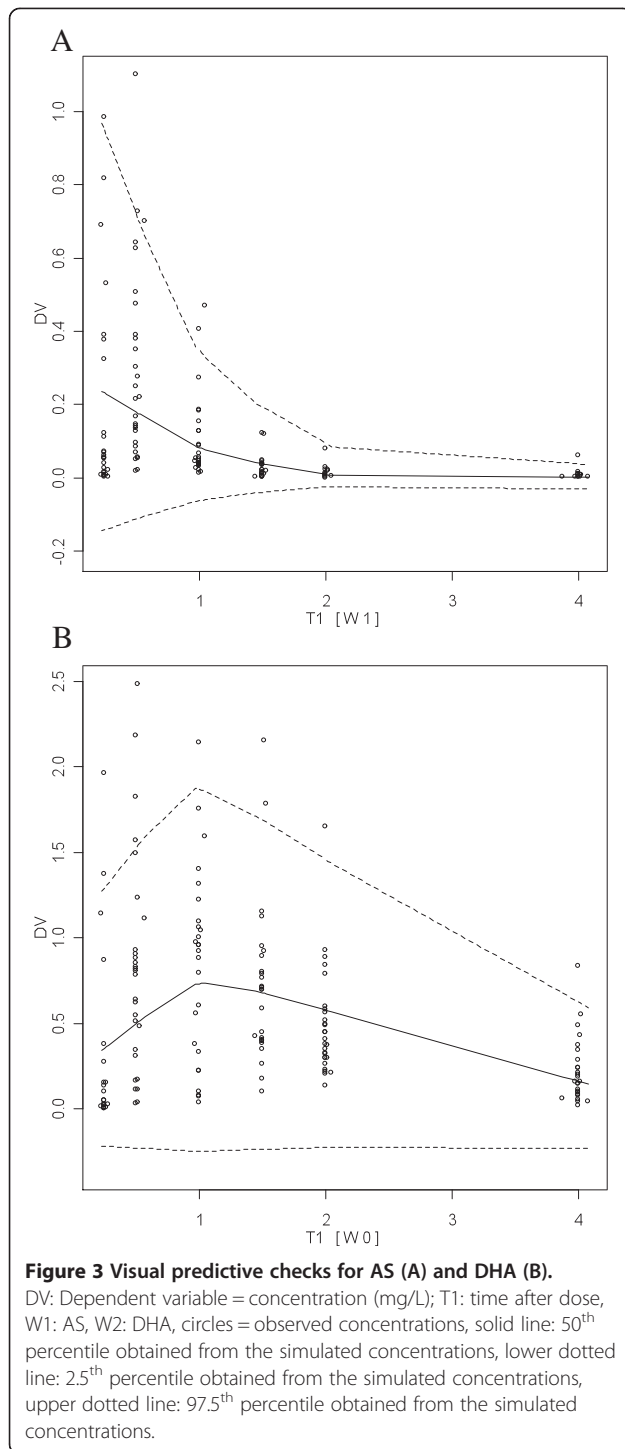 A
DV
1.0
0.8
0.6
0.4
0.2
0.0
-0.2
1 2 3 4
T1 [W1]
B
DV
2.5
2.0
1.5
1.0
0.5
0.0
1 2 3 4
T1 [W0]
Figure 3 Visual predictive checks for AS (A) and DHA (B).
DV: Dependent variable = concentration (mg/L); T1: time after dose,
W1: AS, W2: DHA, circles = observed concentrations, solid line: 50th
percentile obtained from the simulated concentrations, lower dotted
line: 2.5th percentile obtained from the simulated concentrations,
upper dotted line: 97.5th percentile obtained from the simulated
concentrations.